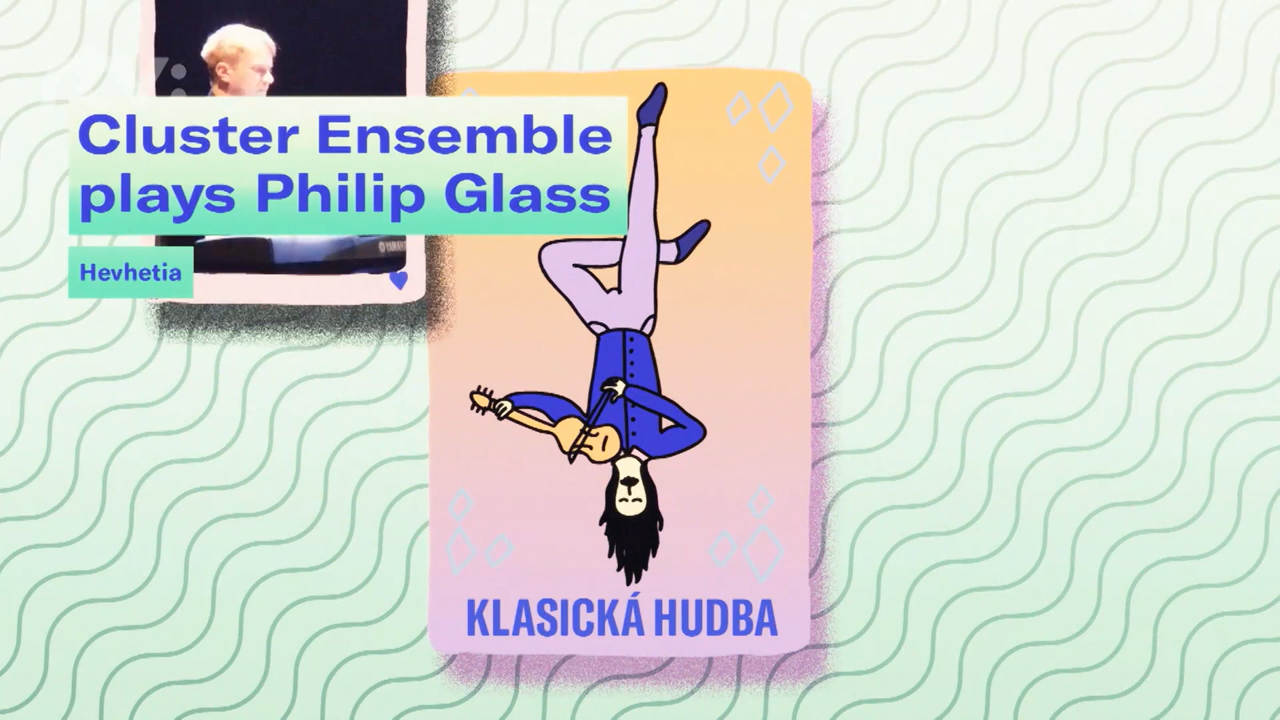 Cluster Ensemble
plays Philip Glass
Hevhetia
KLASICKÁ HUDBA